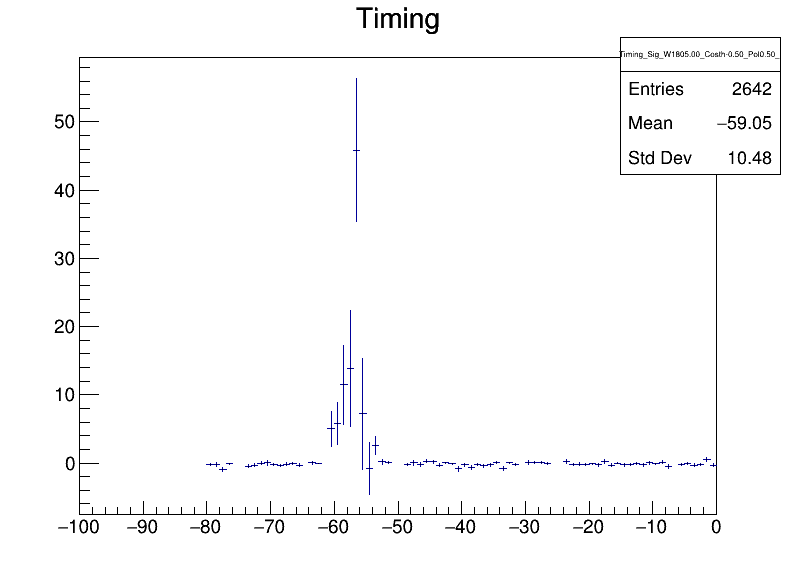 Timing
Timing_Sig_W1805.00_Costh-0.50_Pol0.50_
Entries 2642
Mean −59.05
Std Dev 10.48
50
40
30
20
10
0
−100 −90 −80 −70 −60 −50 −40 −30 −20 −10 0